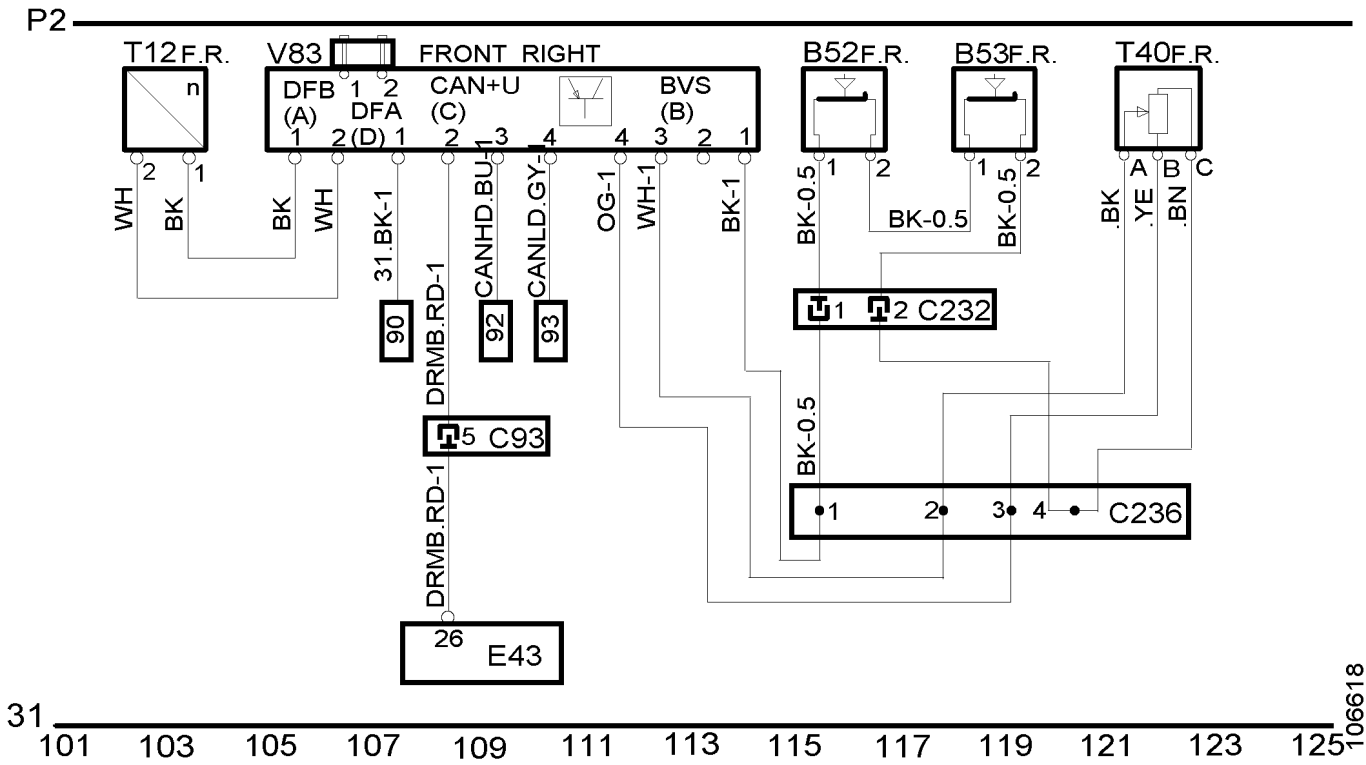 P2
T12 F.R. V83 FRONT RIGHT B52 F.R. B53 F.R. T40 F.R.
n DFB 1 2 CAN+U BVS
(A) DFA (C) (B)
(D)
1 2 1 2 3 4 4 3 2 1
2 1 1 2 1 2 A B C
WH BK BK WH 31.BK-1 DRMB.RD-1 CANHD.BU-1 CANLD.GY-1 OG-1 WH-1 BK-1 BK-0.5 BK-0.5 BK-0.5 .BK .YE .BN
90 92 93 1 2 C232
5 C93 BK-0.5
DRMB.RD-1
1 2 3 4 C236
26
E43
31
101 103 105 107 109 111 113 115 117 119 121 123 125
106618